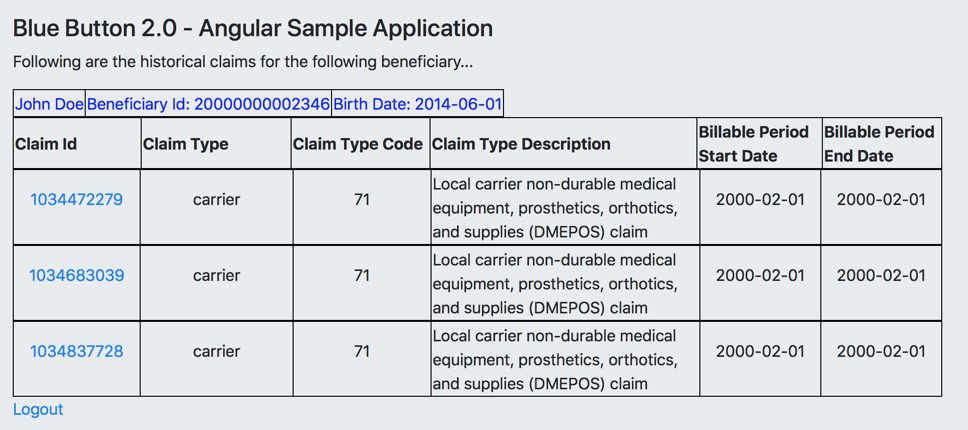 Blue Button 2.0 - Angular Sample Application
Following are the historical claims for the following beneficiary...
John Doe Beneficiary Id: 20000000002346 Birth Date: 2014-06-01
Claim Id Claim Type Claim Type Code Claim Type Description Billable Period Start Date Billable Period End Date
1034472279 carrier 71 Local carrier non-durable medical equipment, prosthetics, orthotics, and supplies (DMEPOS) claim 2000-02-01 2000-02-01
1034683039 carrier 71 Local carrier non-durable medical equipment, prosthetics, orthotics, and supplies (DMEPOS) claim 2000-02-01 2000-02-01
1034837728 carrier 71 Local carrier non-durable medical equipment, prosthetics, orthotics, and supplies (DMEPOS) claim 2000-02-01 2000-02-01
Logout